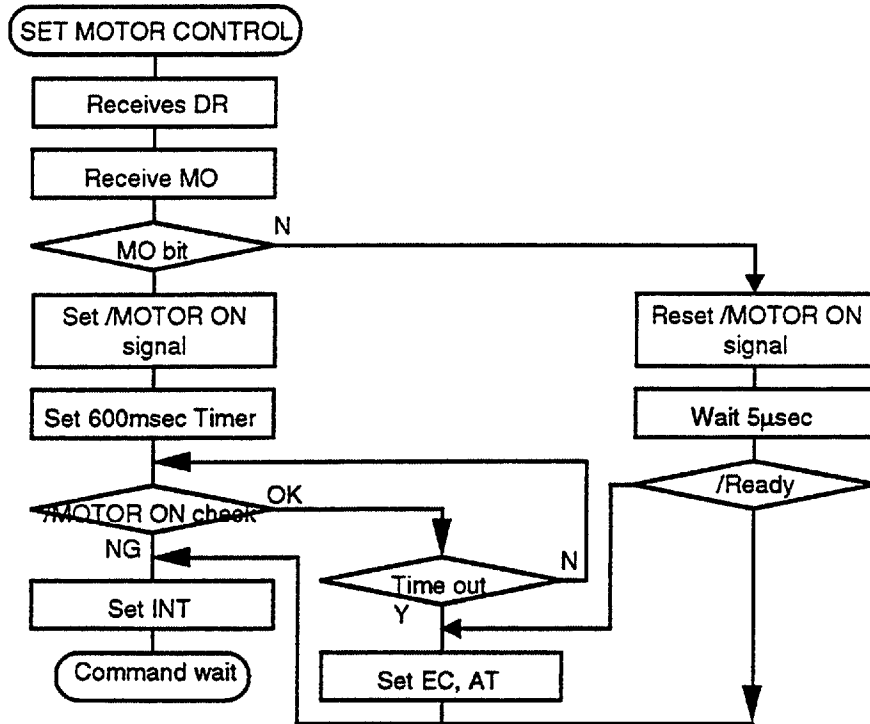 SET MOTOR CONTROL
Receives DR
Receive MO
MO bit
N
Set /MOTOR ON
signal
Reset /MOTOR ON
signal
Set 600msec Timer
Wait 5µsec
/MOTOR ON check
OK
/Ready
NG
Time out
N
Y
Set INT
Command wait
Set EC, AT